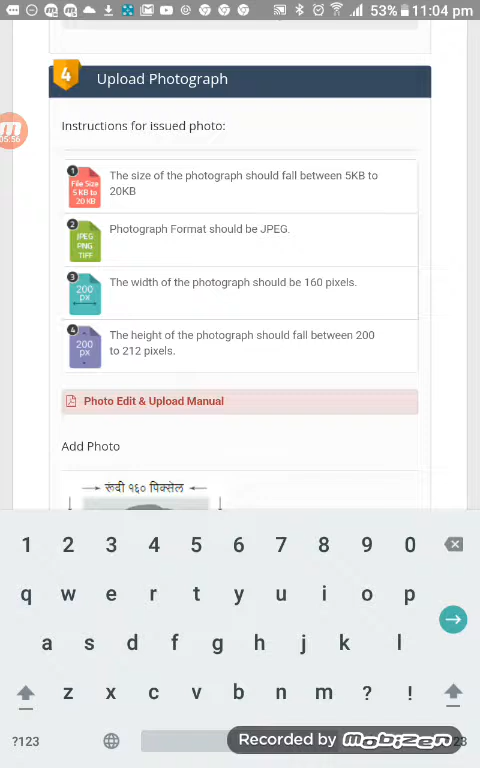 53% 11:04 pm
4 Upload Photograph
05:56
Instructions for issued photo:
1
File Size
5 KB to
20 KB
The size of the photograph should fall between 5KB to
20KB
2
JPEG
PNG
TIFF
Photograph Format should be JPEG.
3
200
px
The width of the photograph should be 160 pixels.
4
200
px
The height of the photograph should fall between 200
to 212 pixels.
Photo Edit & Upload Manual
Add Photo
रूंदी १६० पिक्सेल
1 2 3 4 5 6 7 8 9 0
q w e r t y u i o p
a s d f g h j k l
z x c v b n m ? !
?123
Recorded by Mobizen
23